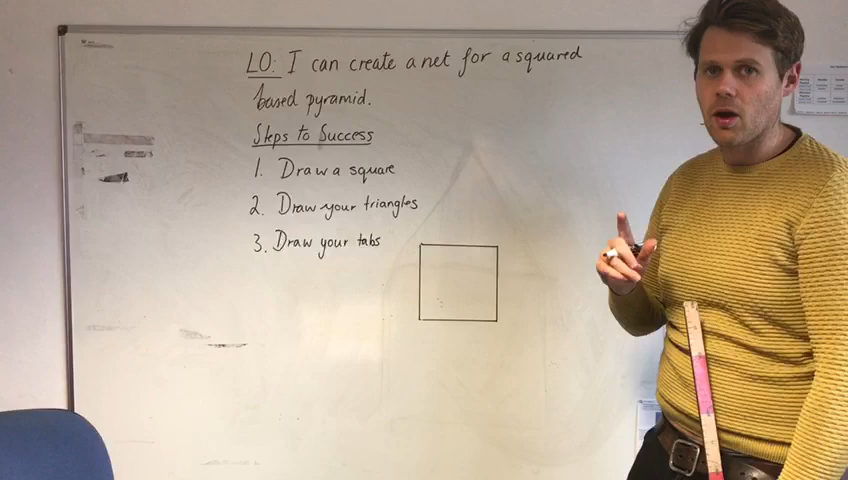 LO: I can create a net for a squared
based pyramid.
Steps to Success
1. Draw a square
2. Draw your triangles
3. Draw your tabs